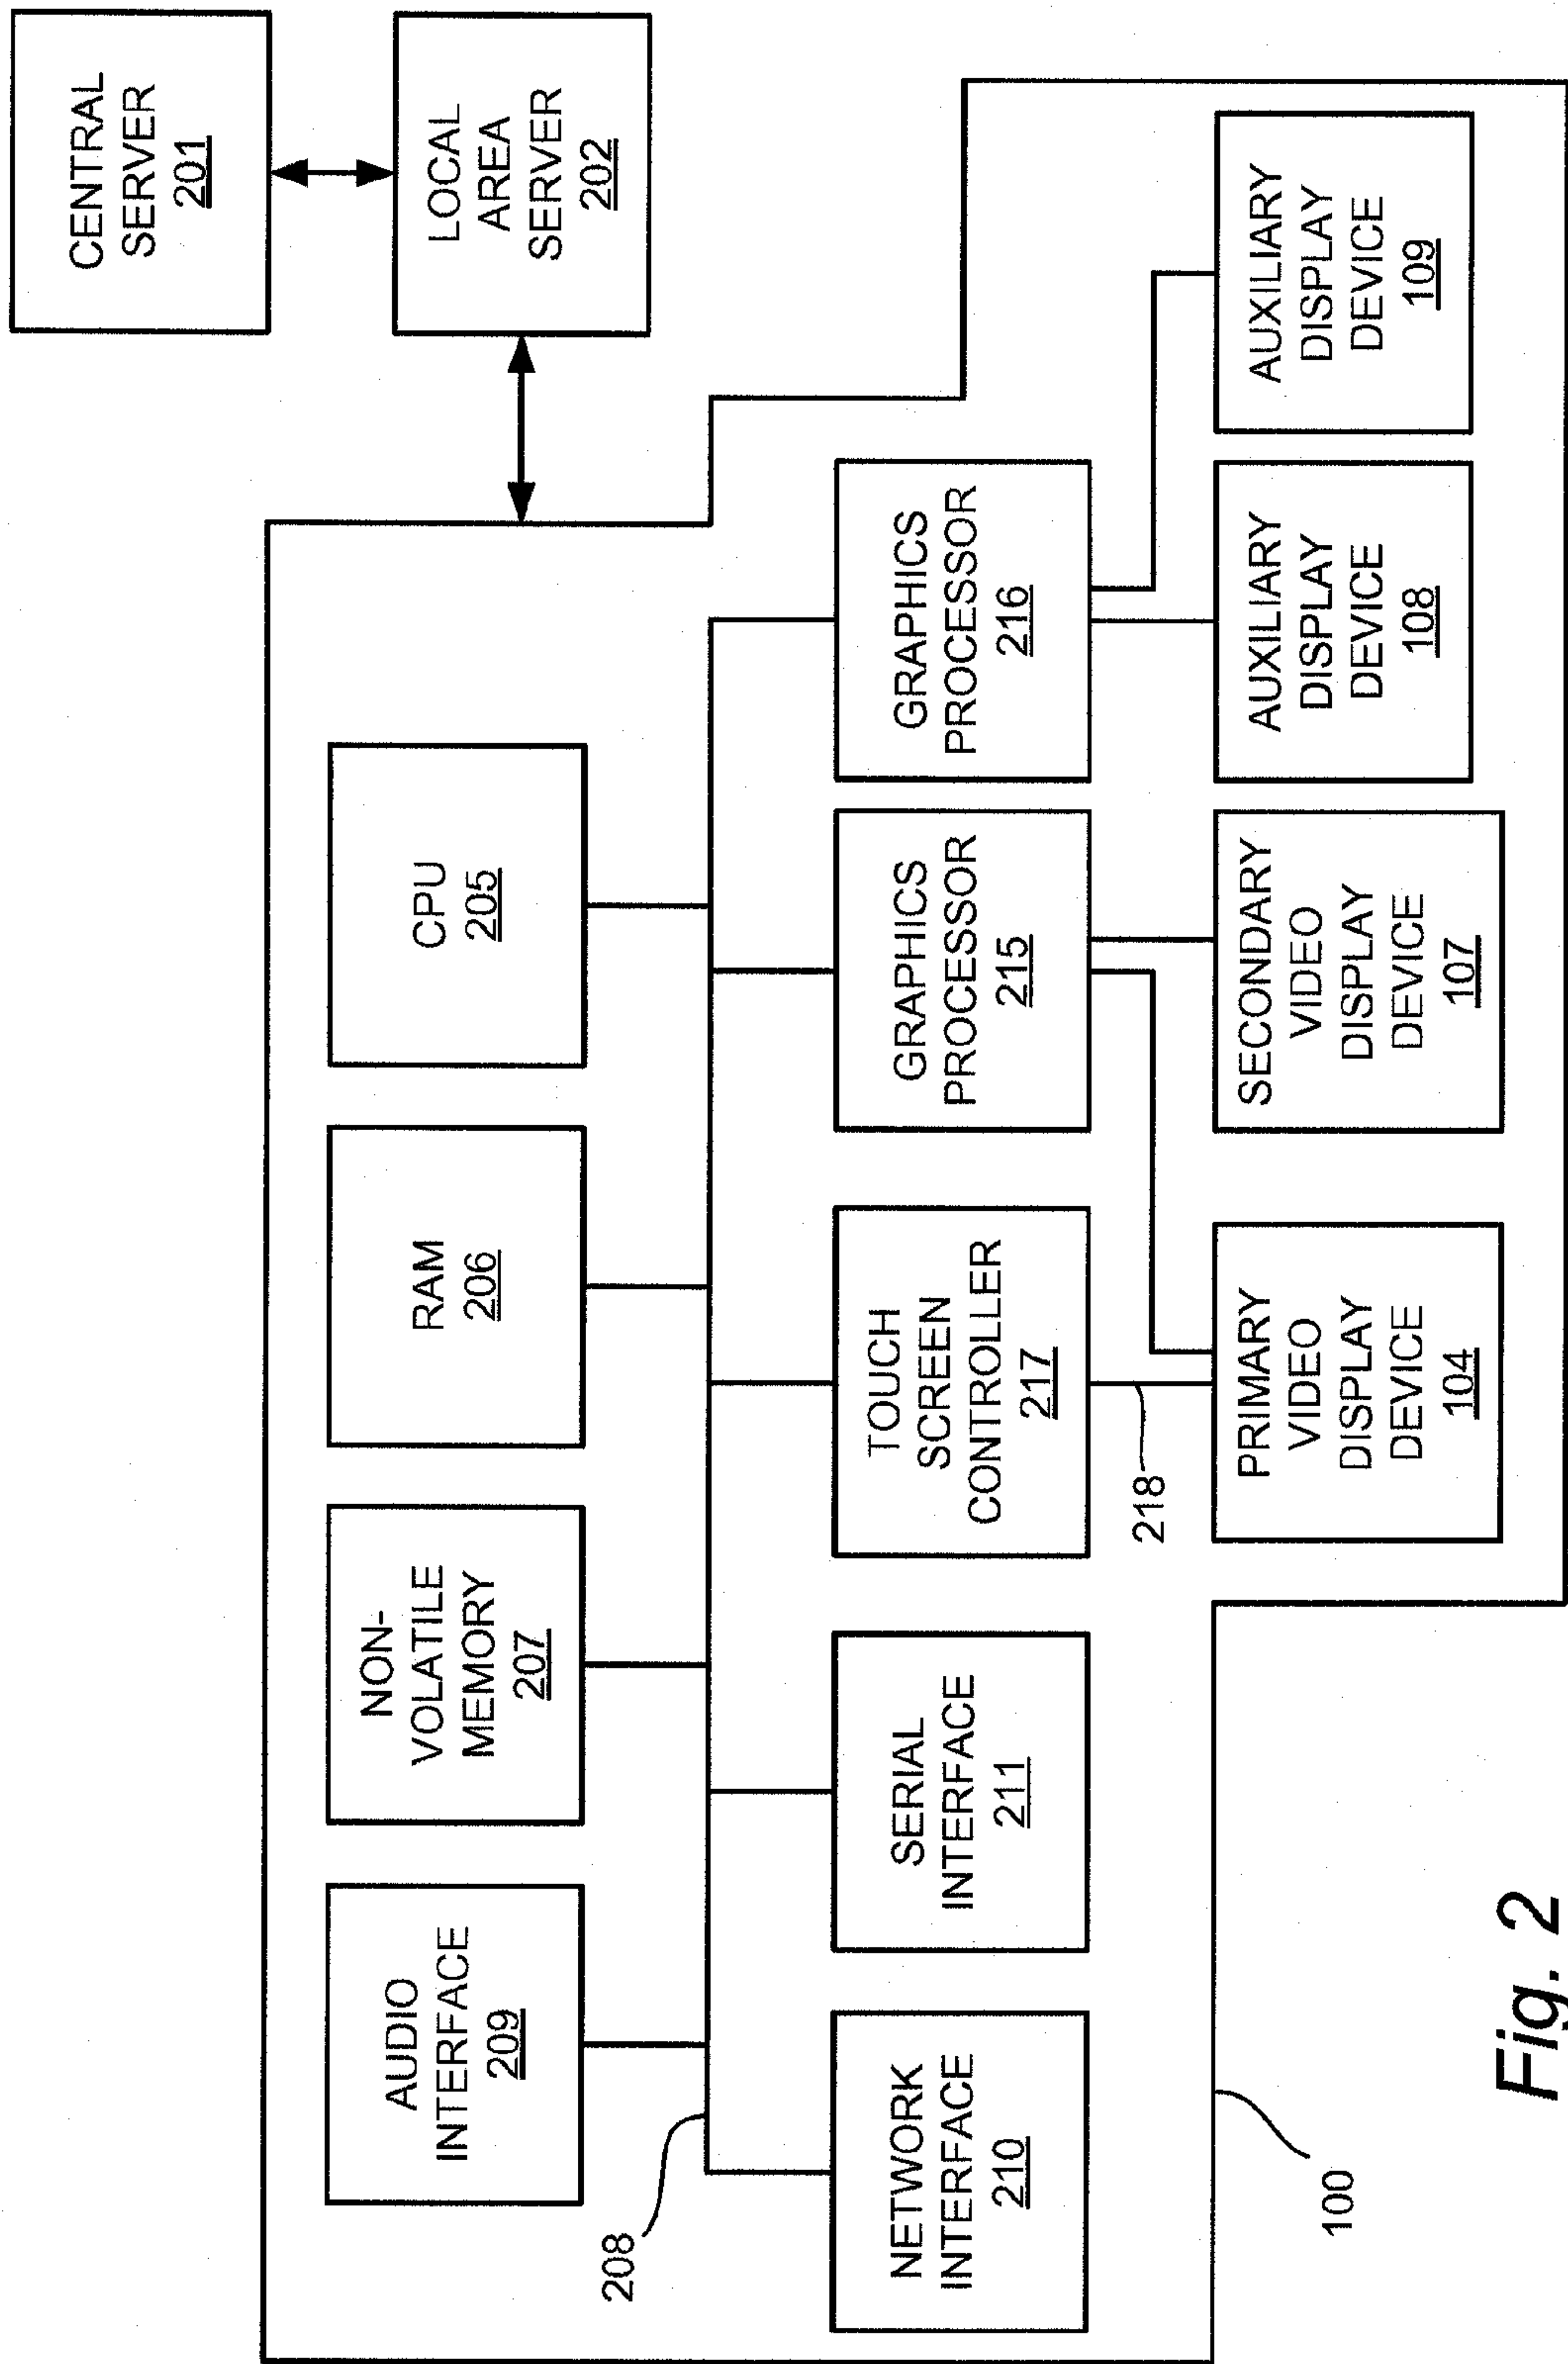 CENTRAL
SERVER
201
LOCAL
AREA
SERVER
202
AUDIO
INTERFACE
209
NON-
VOLATILE
MEMORY
207
RAM
206
CPU
205
208
NETWORK
INTERFACE
210
SERIAL
INTERFACE
211
TOUCH
SCREEN
CONTROLLER
217
GRAPHICS
PROCESSOR
215
GRAPHICS
PROCESSOR
216
218
PRIMARY
VIDEO
DISPLAY
DEVICE
104
SECONDARY
VIDEO
DISPLAY
DEVICE
107
AUXILIARY
DISPLAY
DEVICE
108
AUXILIARY
DISPLAY
DEVICE
109
100
Fig. 2